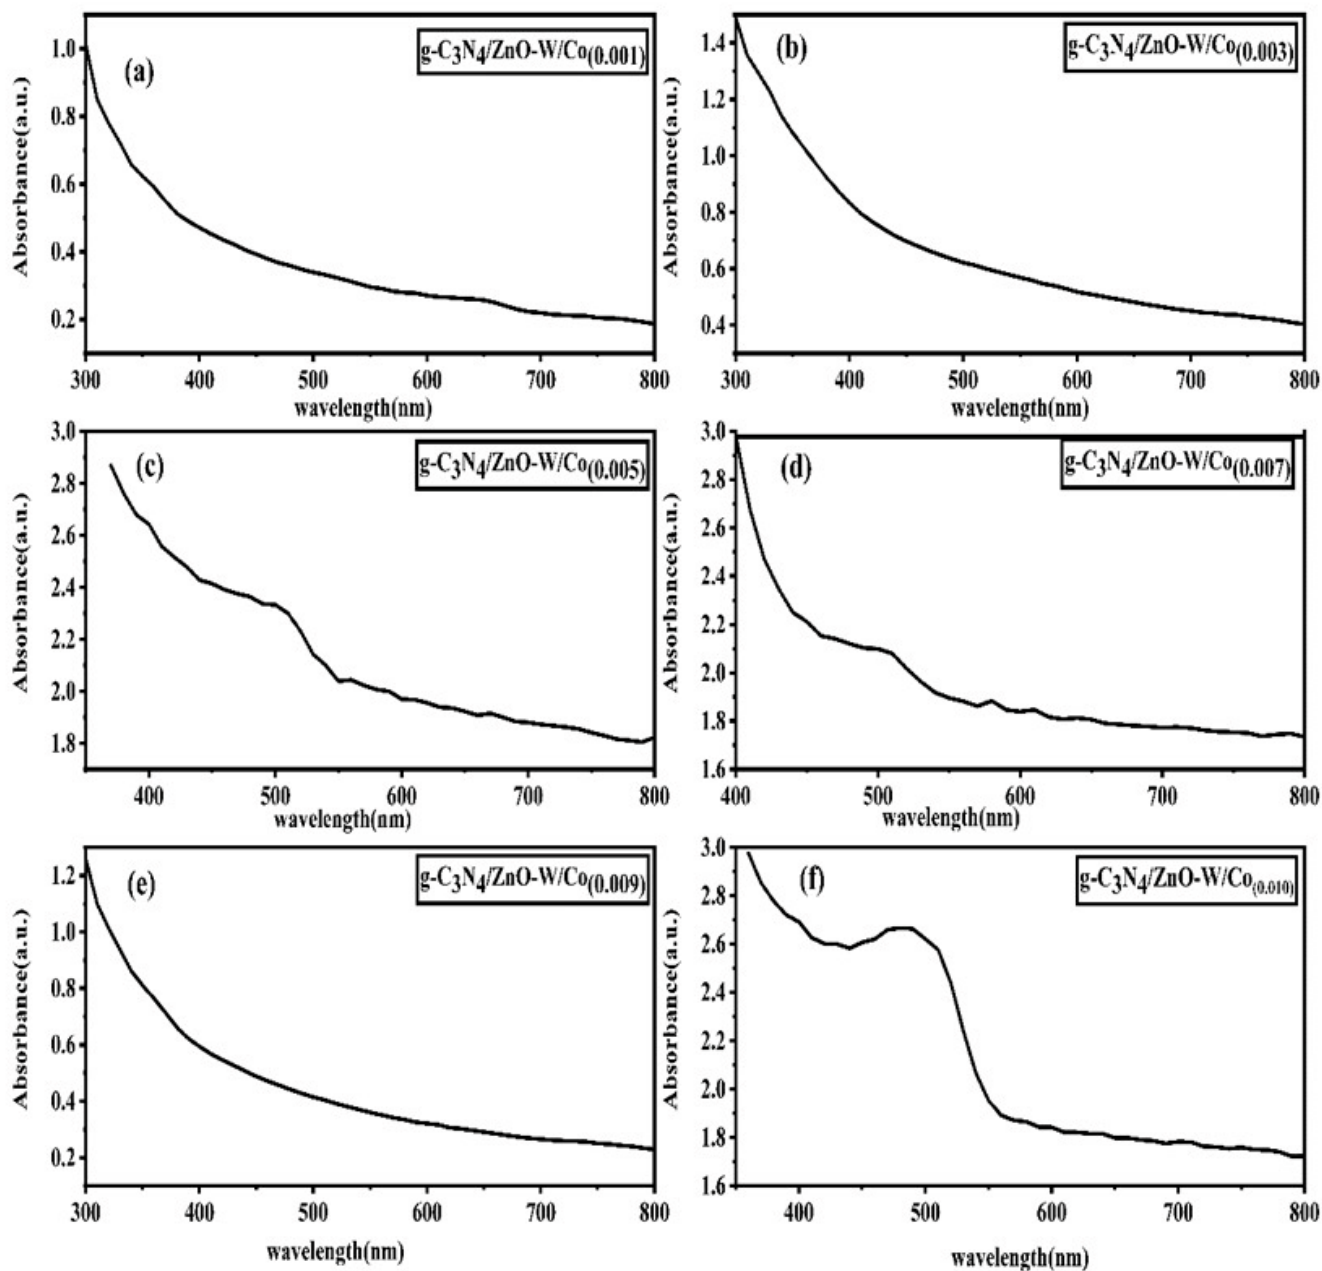 (a)
g-C3N4/ZnO-W/Co(0.001)
1.0
0.8
0.6
0.4
0.2
Absorbance(a.u.)
300 400 500 600 700 800
wavelength(nm)
(b)
g-C3N4/ZnO-W/Co(0.003)
1.4
1.2
1.0
0.8
0.6
0.4
Absorbance(a.u.)
300 400 500 600 700 800
wavelength(nm)
(c)
g-C3N4/ZnO-W/Co(0.005)
3.0
2.8
2.6
2.4
2.2
2.0
1.8
Absorbance(a.u.)
400 500 600 700 800
wavelength(nm)
(d)
g-C3N4/ZnO-W/Co(0.007)
3.0
2.8
2.6
2.4
2.2
2.0
1.8
1.6
Absorbance(a.u.)
400 500 600 700 800
wavelength(nm)
(e)
g-C3N4/ZnO-W/Co(0.009)
1.2
1.0
0.8
0.6
0.4
0.2
Absorbance(a.u.)
300 400 500 600 700 800
wavelength(nm)
(f)
g-C3N4/ZnO-W/Co(0.010)
3.0
2.8
2.6
2.4
2.2
2.0
1.8
1.6
Absorbance(a.u.)
400 500 600 700 800
wavelength(nm)